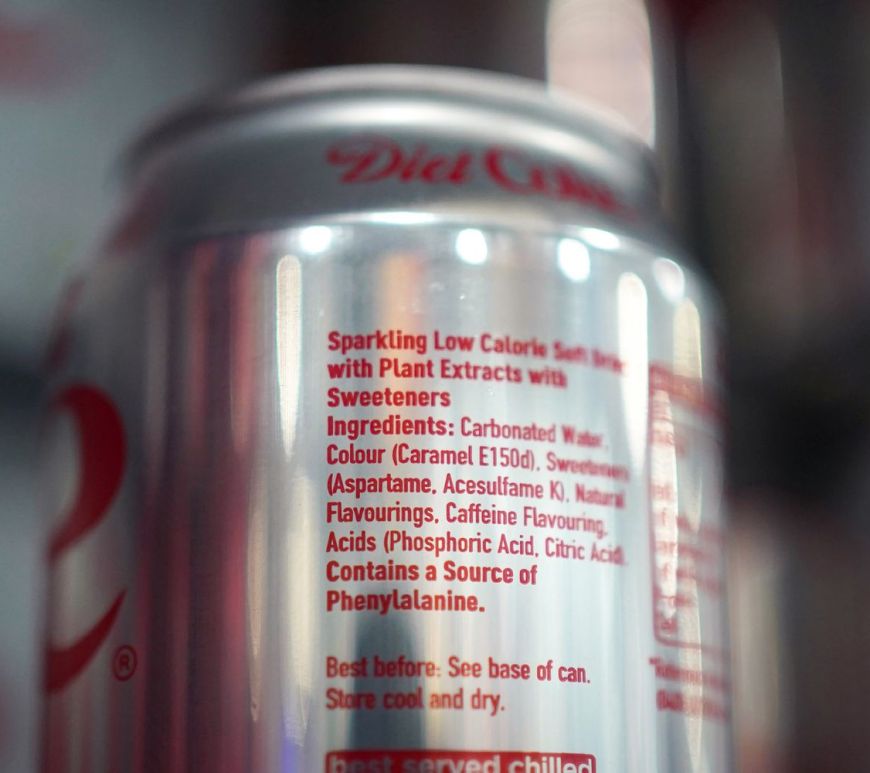 Diet Coke
Sparkling Low Calorie Soft Drink
with Plant Extracts with
Sweeteners
Ingredients: Carbonated Water,
Colour (Caramel E150d), Sweeteners
(Aspartame, Acesulfame K), Natural
Flavourings, Caffeine Flavouring,
Acids (Phosphoric Acid, Citric Acid).
Contains a Source of
Phenylalanine.
®
Best before: See base of can.
Store cool and dry.
best served chilled